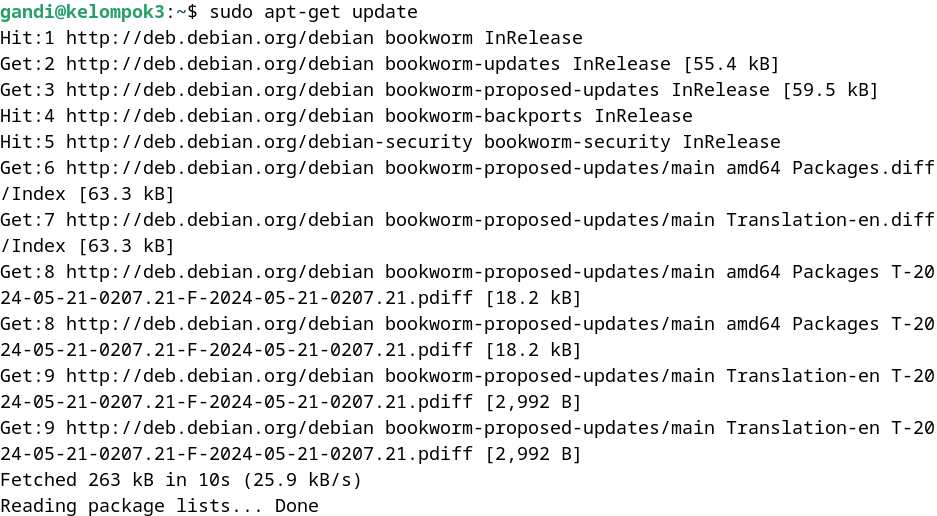 gandi@kelompok3:~$ sudo apt-get update
Hit:1 http://deb.debian.org/debian bookworm InRelease
Get:2 http://deb.debian.org/debian bookworm-updates InRelease [55.4 kB]
Get:3 http://deb.debian.org/debian bookworm-proposed-updates InRelease [59.5 kB]
Hit:4 http://deb.debian.org/debian bookworm-backports InRelease
Hit:5 http://deb.debian.org/debian-security bookworm-security InRelease
Get:6 http://deb.debian.org/debian bookworm-proposed-updates/main amd64 Packages.diff
/Index [63.3 kB]
Get:7 http://deb.debian.org/debian bookworm-proposed-updates/main Translation-en.diff
/Index [63.3 kB]
Get:8 http://deb.debian.org/debian bookworm-proposed-updates/main amd64 Packages T-20
24-05-21-0207.21-F-2024-05-21-0207.21.pdiff [18.2 kB]
Get:8 http://deb.debian.org/debian bookworm-proposed-updates/main amd64 Packages T-20
24-05-21-0207.21-F-2024-05-21-0207.21.pdiff [18.2 kB]
Get:9 http://deb.debian.org/debian bookworm-proposed-updates/main Translation-en T-20
24-05-21-0207.21-F-2024-05-21-0207.21.pdiff [2,992 B]
Get:9 http://deb.debian.org/debian bookworm-proposed-updates/main Translation-en T-20
24-05-21-0207.21-F-2024-05-21-0207.21.pdiff [2,992 B]
Fetched 263 kB in 10s (25.9 kB/s)
Reading package lists... Done